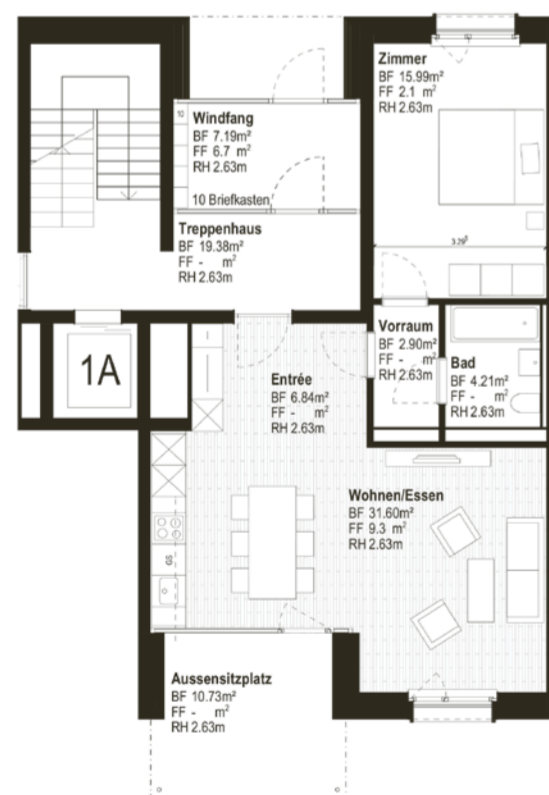 Zimmer
BF 15.99m²
FF 2.1 m²
RH 2.63m
10
Windfang
BF 7.19m²
FF 6.7 m²
RH 2.63m
10 Briefkasten
Treppenhaus
BF 19.38m²
FF - m²
RH 2.63m
3.29⁵
1A
Vorraum
BF 2.90m²
FF - m²
RH 2.63m
Bad
BF 4.21m²
FF - m²
RH 2.63m
Entrée
BF 6.84m²
FF - m²
RH 2.63m
Wohnen/Essen
BF 31.60m²
FF 9.3 m²
RH 2.63m
GS
Aussensitzplatz
BF 10.73m²
FF - m²
RH 2.63m